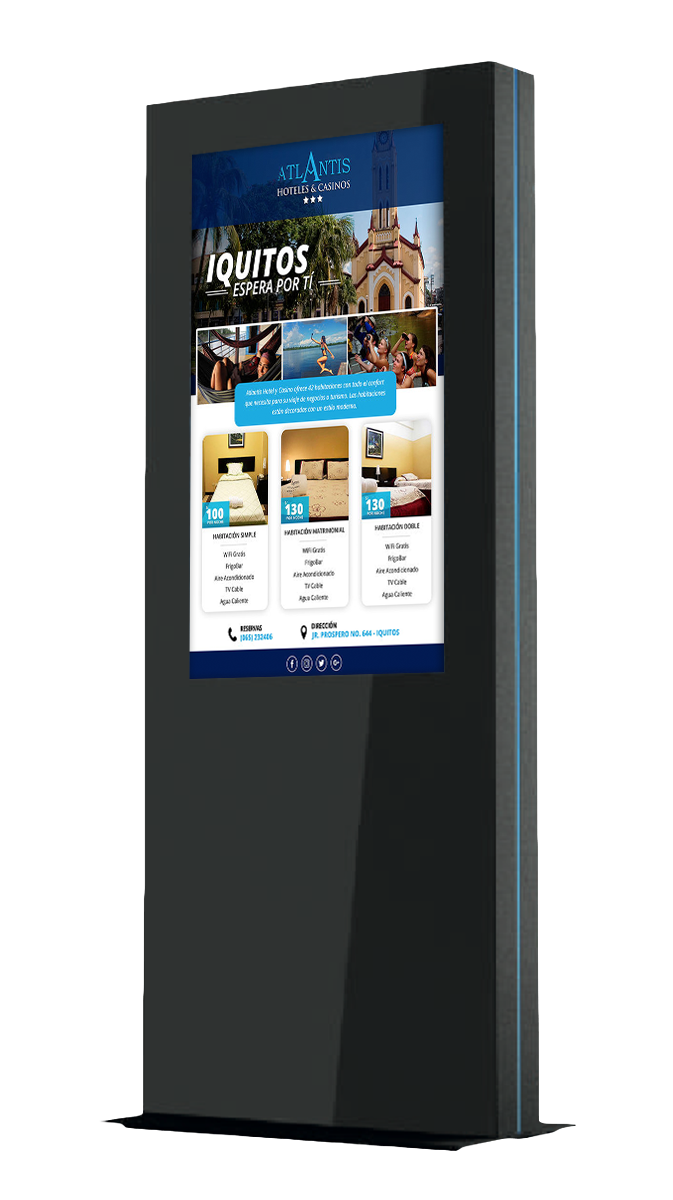 ATLANTIS
HOTELES & CASINOS
IQUITOS
ESPERA POR TÍ
Atlantis Hotel y Casino ofrece 42 habitaciones con todo el confort
que necesita para su viaje de negocios o turismo. Las habitaciones
están decoradas con un estilo moderno.
100
POR NOCHE
HABITACIÓN SIMPLE
WiFi Gratis
FrigoBar
Aire Acondicionado
TV Cable
Agua Caliente
130
POR NOCHE
HABITACIÓN MATRIMONIAL
WiFi Gratis
FrigoBar
Aire Acondicionado
TV Cable
Agua Caliente
130
POR NOCHE
HABITACIÓN DOBLE
WiFi Gratis
FrigoBar
Aire Acondicionado
TV Cable
Agua Caliente
RESERVAS
(065) 232406
DIRECCIÓN
JR. PROSPERO NO. 644 - IQUITOS